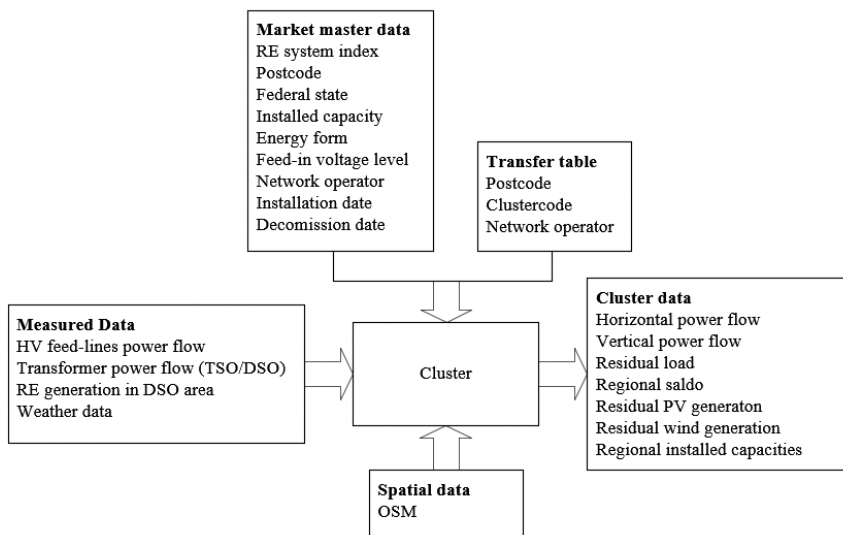 Market master data
RE system index
Postcode
Federal state
Installed capacity
Energy form
Feed-in voltage level
Network operator
Installation date
Decomission date
Transfer table
Postcode
Clustercode
Network operator
Measured Data
HV feed-lines power flow
Transformer power flow (TSO/DSO)
RE generation in DSO area
Weather data
Cluster
Cluster data
Horizontal power flow
Vertical power flow
Residual load
Regional saldo
Residual PV generaton
Residual wind generation
Regional installed capacities
Spatial data
OSM